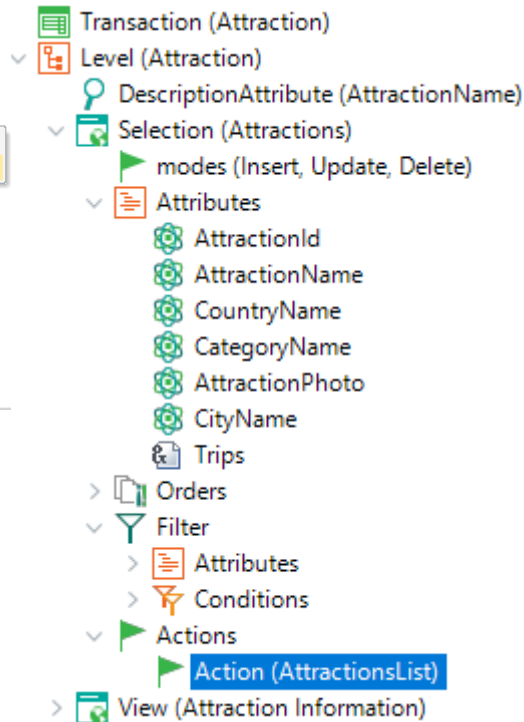 Transaction (Attraction)
Level (Attraction)
DescriptionAttribute (AttractionName)
Selection (Attractions)
modes (Insert, Update, Delete)
Attributes
AttractionId
AttractionName
CountryName
CategoryName
AttractionPhoto
CityName
& Trips
Orders
Filter
Attributes
Conditions
Actions
Action (AttractionsList)
View (Attraction Information)